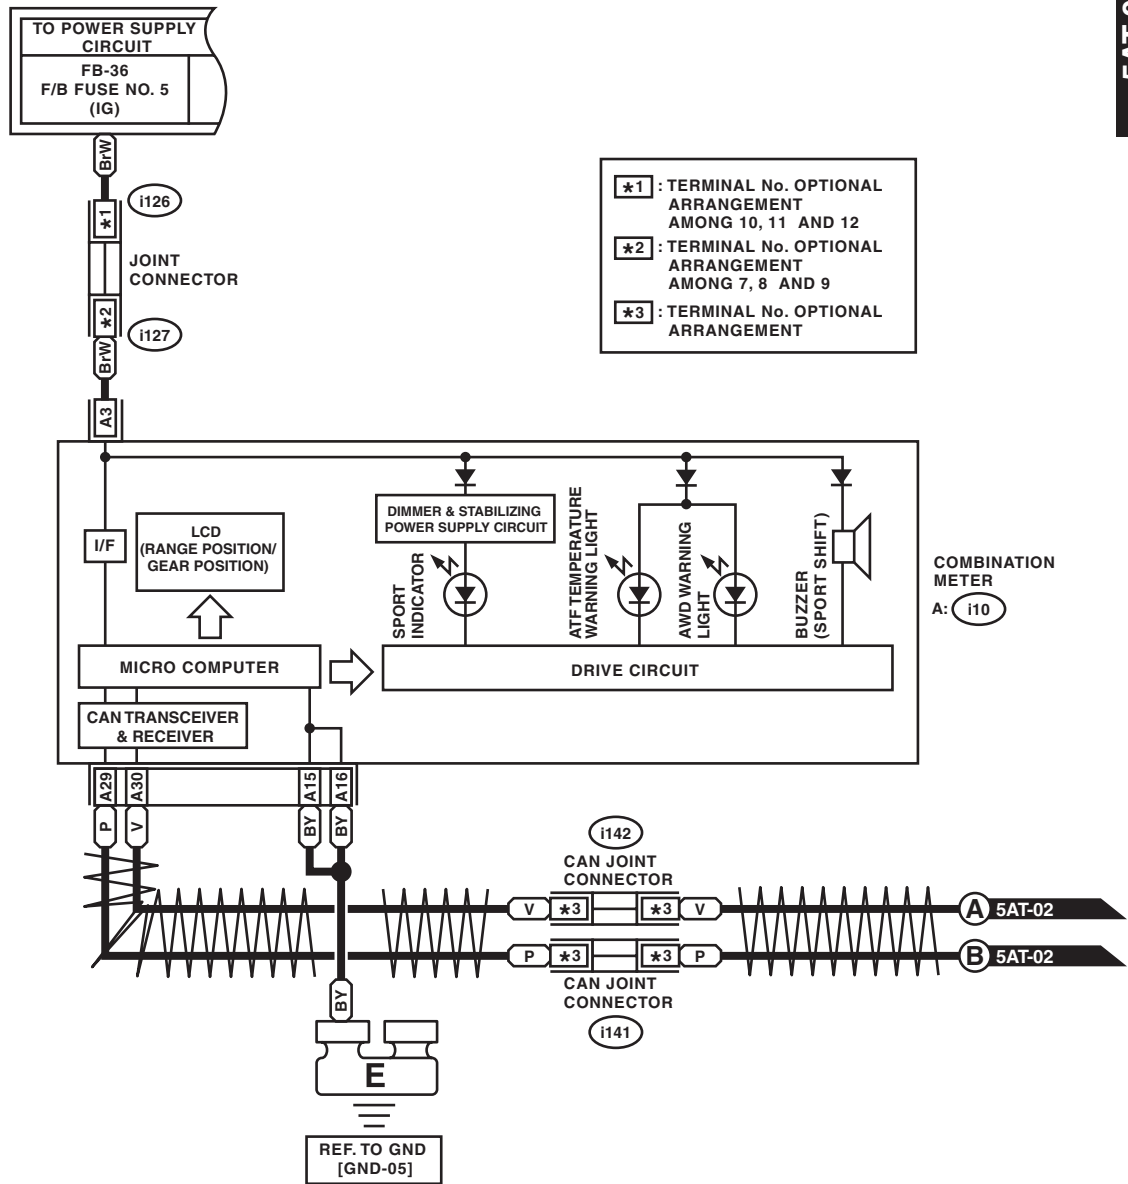 TO POWER SUPPLY
CIRCUIT
FB-36
F/B FUSE NO. 5
(IG)
BrW
*1
i126
JOINT
CONNECTOR
*2
i127
BrW
A3
*1 : TERMINAL No. OPTIONAL
ARRANGEMENT
AMONG 10, 11 AND 12
*2 : TERMINAL No. OPTIONAL
ARRANGEMENT
AMONG 7, 8 AND 9
*3 : TERMINAL No. OPTIONAL
ARRANGEMENT
I/F
LCD
(RANGE POSITION/
GEAR POSITION)
DIMMER & STABILIZING
POWER SUPPLY CIRCUIT
SPORT
INDICATOR
ATF TEMPERATURE
WARNING LIGHT
AWD WARNING
LIGHT
BUZZER
(SPORT SHIFT)
COMBINATION
METER
A: i10
MICRO COMPUTER
DRIVE CIRCUIT
CAN TRANSCEIVER
& RECEIVER
A29
A30
A15
A16
P
V
BY
BY
i142
CAN JOINT
CONNECTOR
V *3 *3 V
A 5AT-02
P *3 *3 P
B 5AT-02
CAN JOINT
CONNECTOR
i141
BY
E
REF. TO GND
[GND-05]